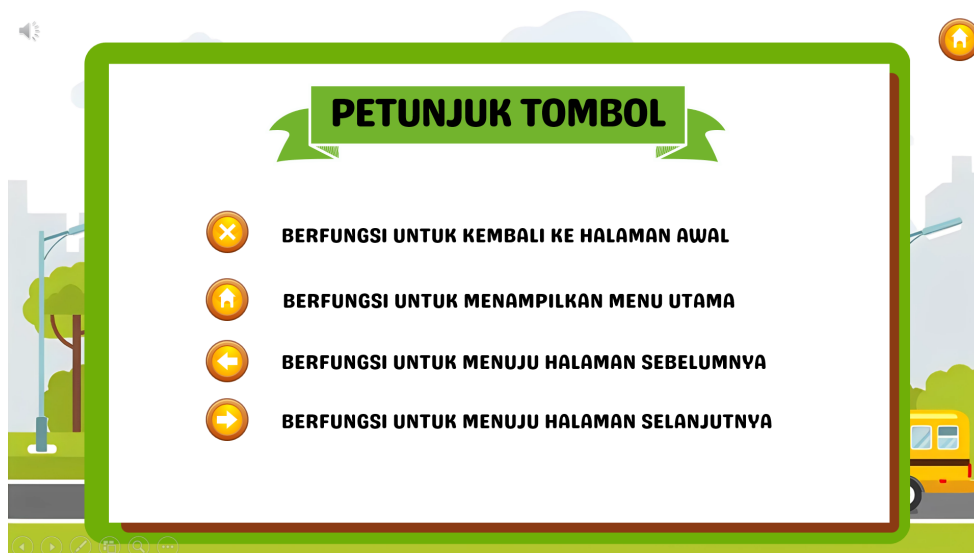 PETUNJUK TOMBOL
BERFUNGSI UNTUK KEMBALI KE HALAMAN AWAL
BERFUNGSI UNTUK MENAMPILKAN MENU UTAMA
BERFUNGSI UNTUK MENUJU HALAMAN SEBELUMNYA
BERFUNGSI UNTUK MENUJU HALAMAN SELANJUTNYA